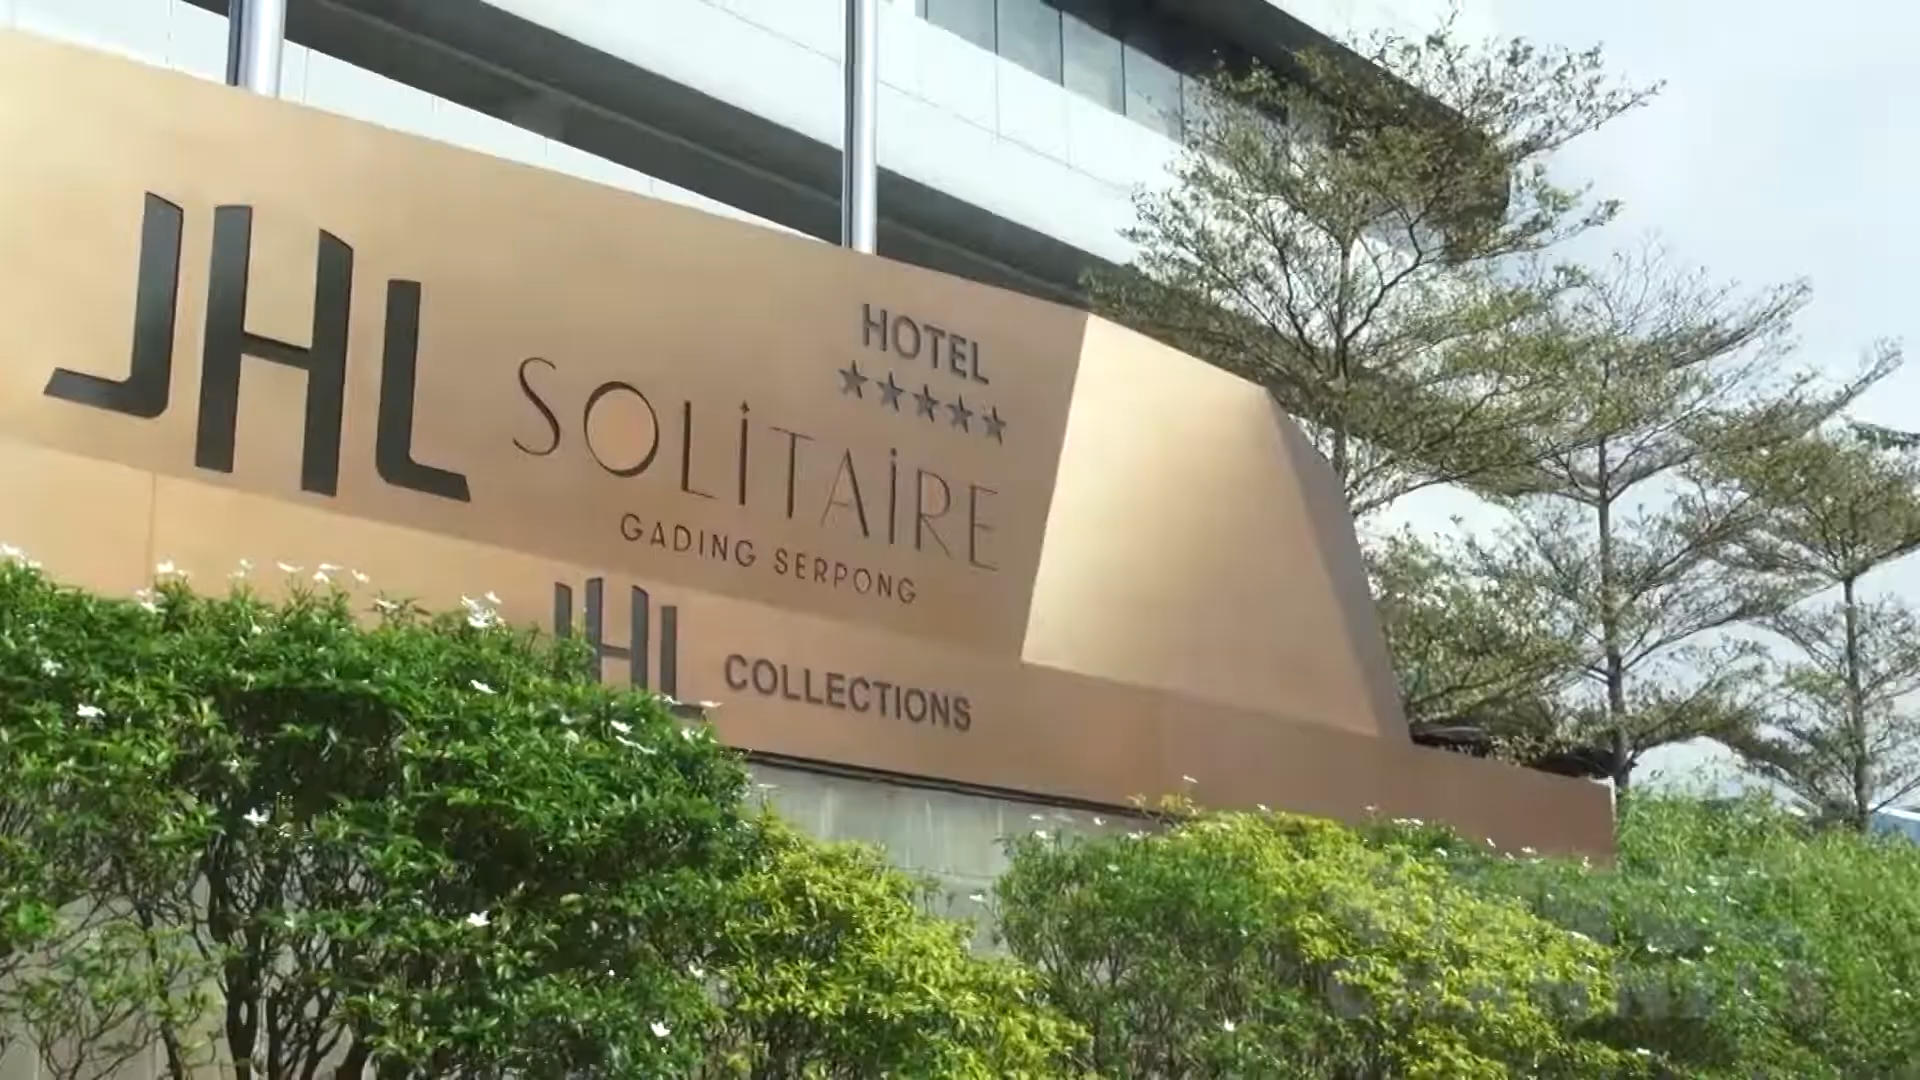 HOTEL
★★★★★
JHL SOLiTAiRE
GADING SERPONG
JHL COLLECTIONS